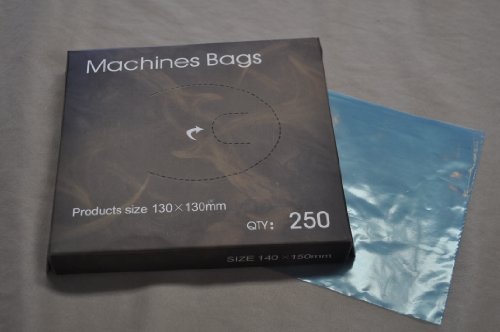 Machines Bags
Products size 130×130mm
QTY: 250
SIZE 140 ×150mm